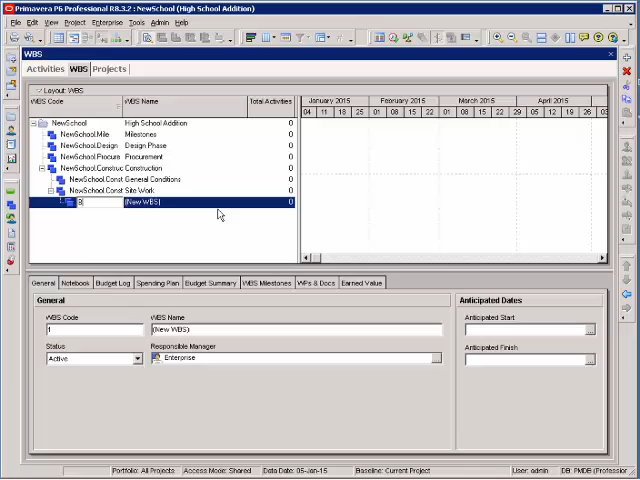 Primavera P6 Professional R8.3.2 : NewSchool (High School Addition)
File Edit View Project Enterprise Tools Admin Help
WBS
Activities WBS Projects
Layout: WBS
WBS Code WBS Name Total Activities January 2015 February 2015 March 2015 April 2015
04 11 18 25 01 08 15 22 01 08 15 22 29 05 12 19 26 03
NewSchool High School Addition 0
NewSchool.Mile Milestones 0
NewSchool.Design Design Phase 0
NewSchool.Procure Procurement 0
NewSchool.Construc Construction 0
NewSchool.Const General Conditions 0
NewSchool.Const Site Work 0
B (New WBS) 0
General Notebook Budget Log Spending Plan Budget Summary WBS Milestones WPs & Docs Earned Value
General Anticipated Dates
WBS Code WBS Name Anticipated Start
1 (New WBS)
Status Responsible Manager Anticipated Finish
Active Enterprise
Portfolio: All Projects Access Mode: Shared Data Date: 05-Jan-15 Baseline: Current Project User: admin DB: PMDB (Profession